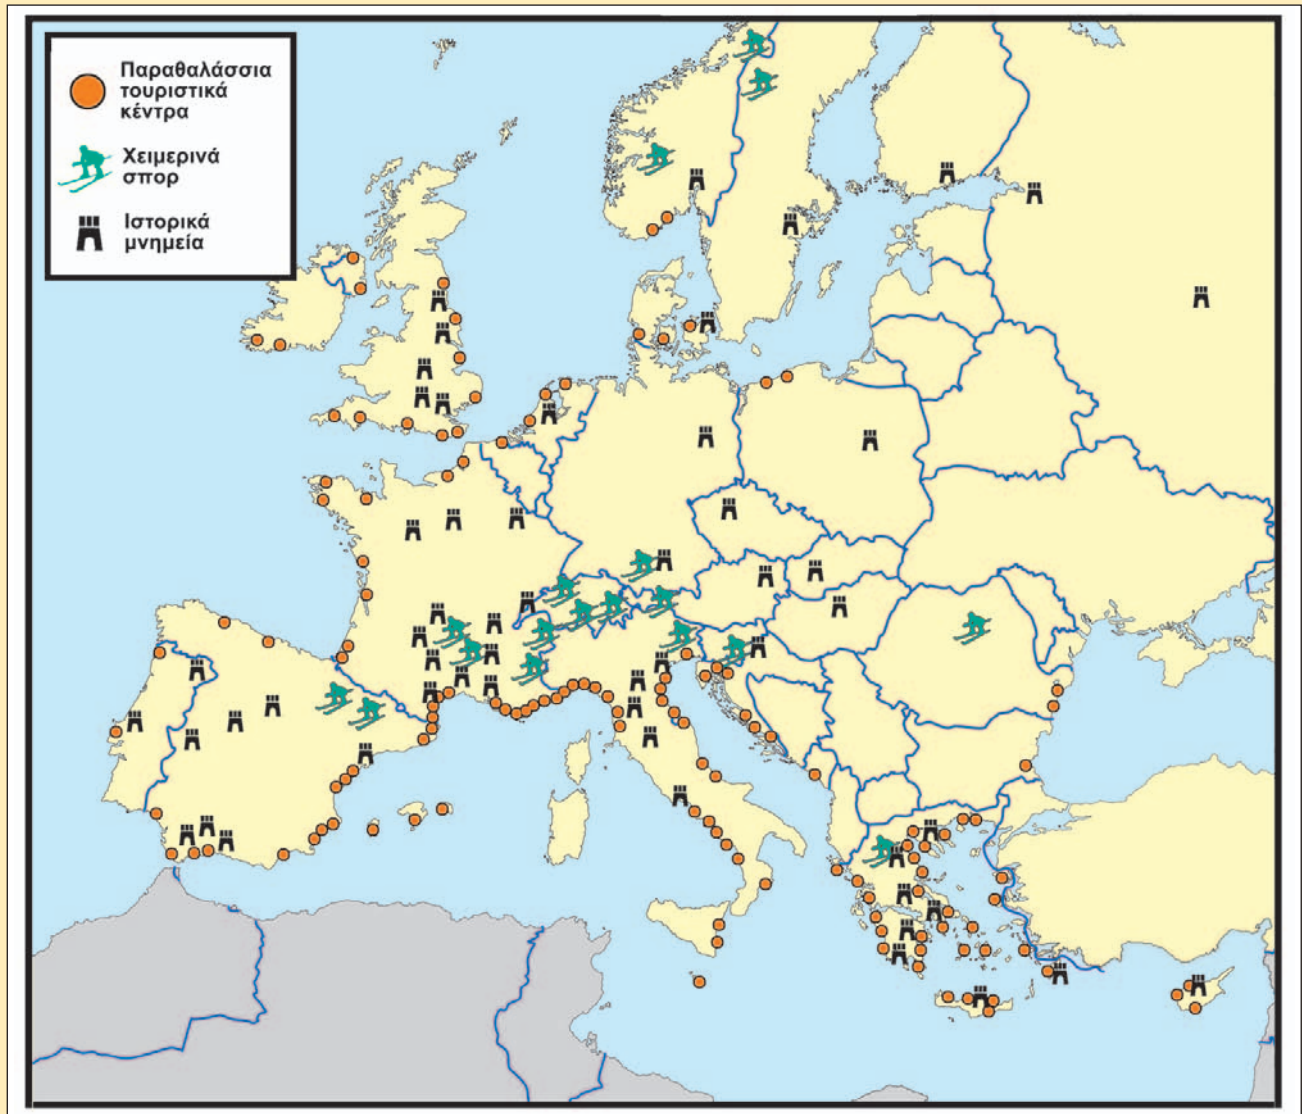 Παραθαλάσσια
τουριστικά
κέντρα
Χειμερινά
σπορ
Ιστορικά
μνημεία